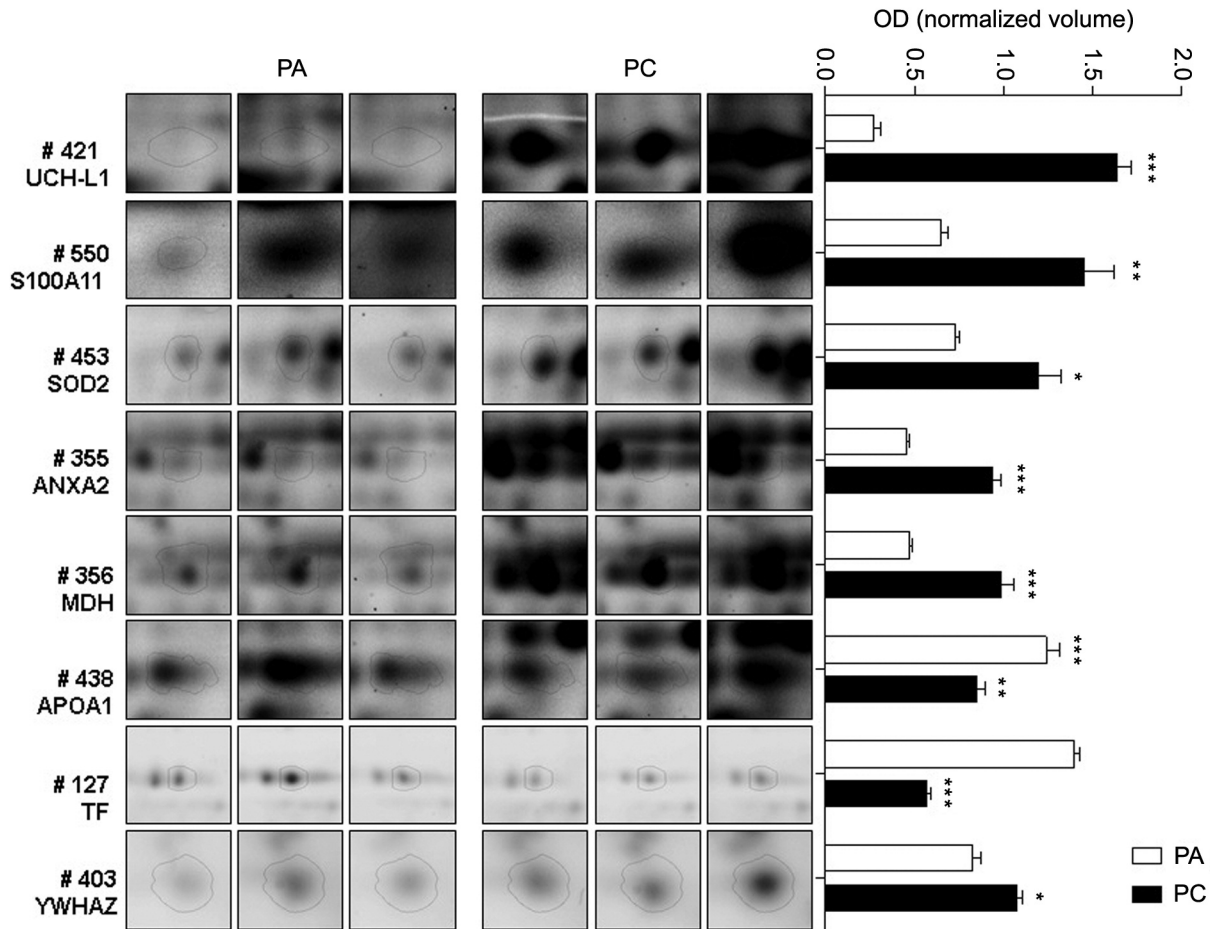 OD (normalized volume)
0.0 0.5 1.0 1.5 2.0
PA PC
# 421
UCH-L1
***
# 550
S100A11
**
# 453
SOD2
*
# 355
ANXA2
***
# 356
MDH
***
# 438
APOA1
***
**
# 127
TF
***
# 403
YWHAZ
*
PA
PC